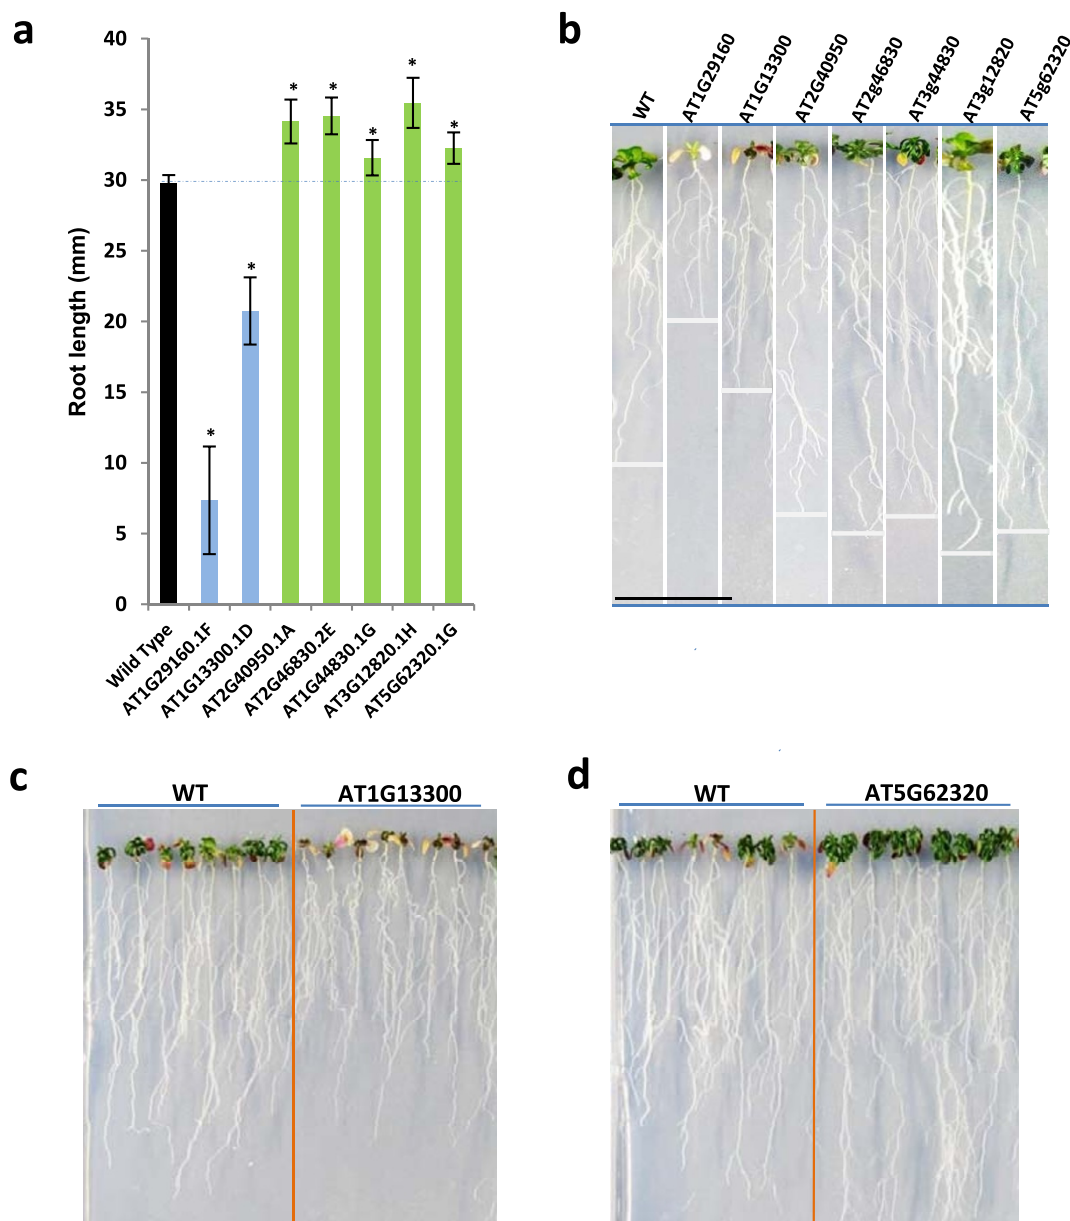 a
40
35
30
25
20
15
10
5
0
Root length (mm)
* * * * * * *
Wild Type
AT1G29160.1F
AT1G13300.1D
AT2G40950.1A
AT2G46830.2E
AT1G44830.1G
AT3G12820.1H
AT5G62320.1G
b
WT
AT1G29160
AT1G13300
AT2G40950
AT2g46830
AT3g44830
AT3g12820
AT5g62320
c
WT AT1G13300
d
WT AT5G62320